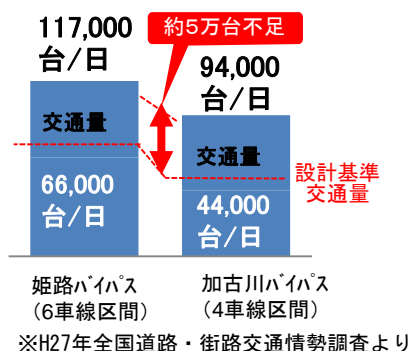 117,000
台/日
約5万台不足
94,000
台/日
交通量
交通量
設計基準
交通量
66,000
台/日
44,000
台/日
姫路ﾊﾞｲﾊﾟｽ
(6車線区間)
加古川ﾊﾞｲﾊﾟｽ
(4車線区間)
※H27年全国道路・街路交通情勢調査より